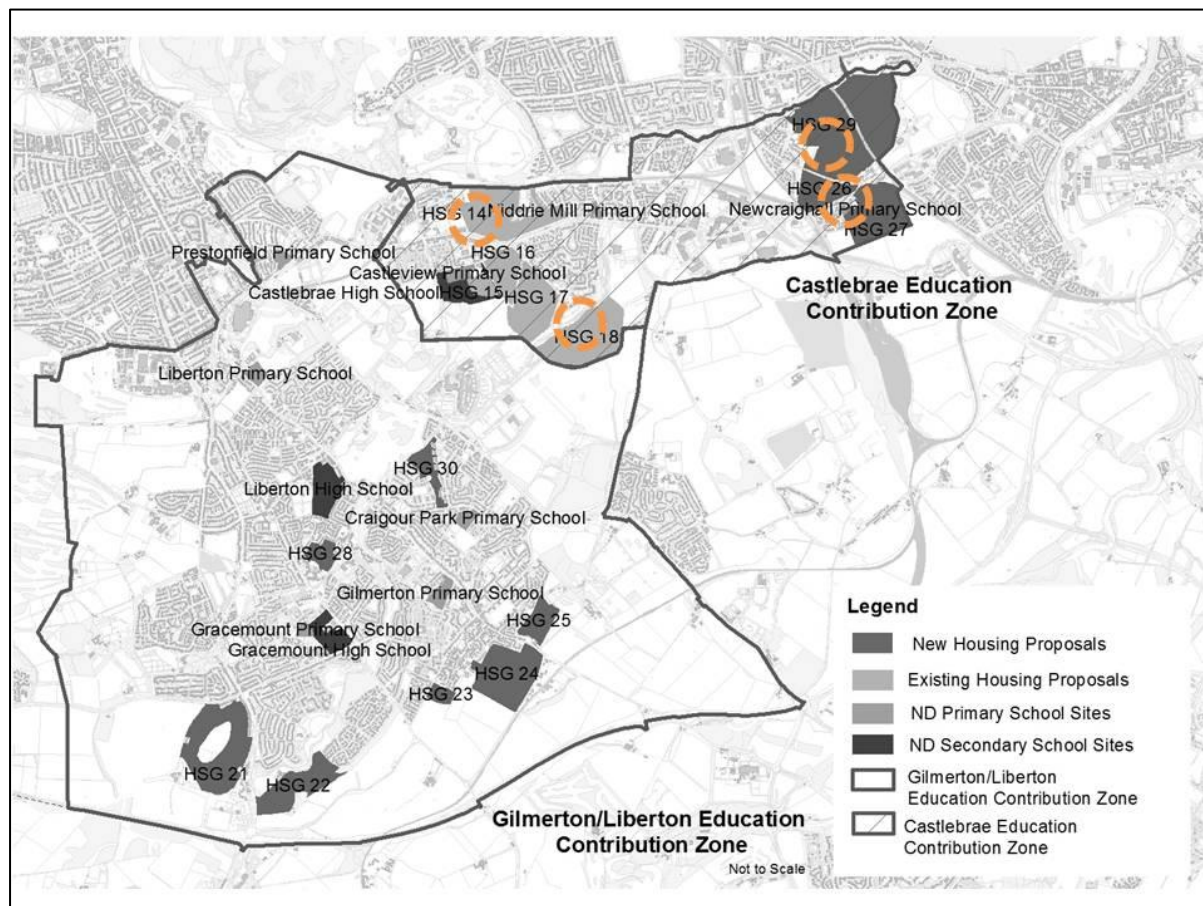 HSG 29
HSG 14
Niddrie Mill Primary School
HSG 26
Newcraighall Primary School
HSG 27
Prestonfield Primary School
HSG 16
Castleview Primary School
Castlebrae High School
HSG 15
HSG 17
Castlebrae Education
Contribution Zone
HSG 18
Liberton Primary School
HSG 30
Liberton High School
Craigour Park Primary School
HSG 28
Gilmerton Primary School
HSG 25
Gracemount Primary School
Gracemount High School
HSG 24
HSG 23
HSG 21
HSG 22
Gilmerton/Liberton Education
Contribution Zone
Not to Scale
Legend
New Housing Proposals
Existing Housing Proposals
ND Primary School Sites
ND Secondary School Sites
Gilmerton/Liberton
Education Contribution Zone
Castlebrae Education
Contribution Zone